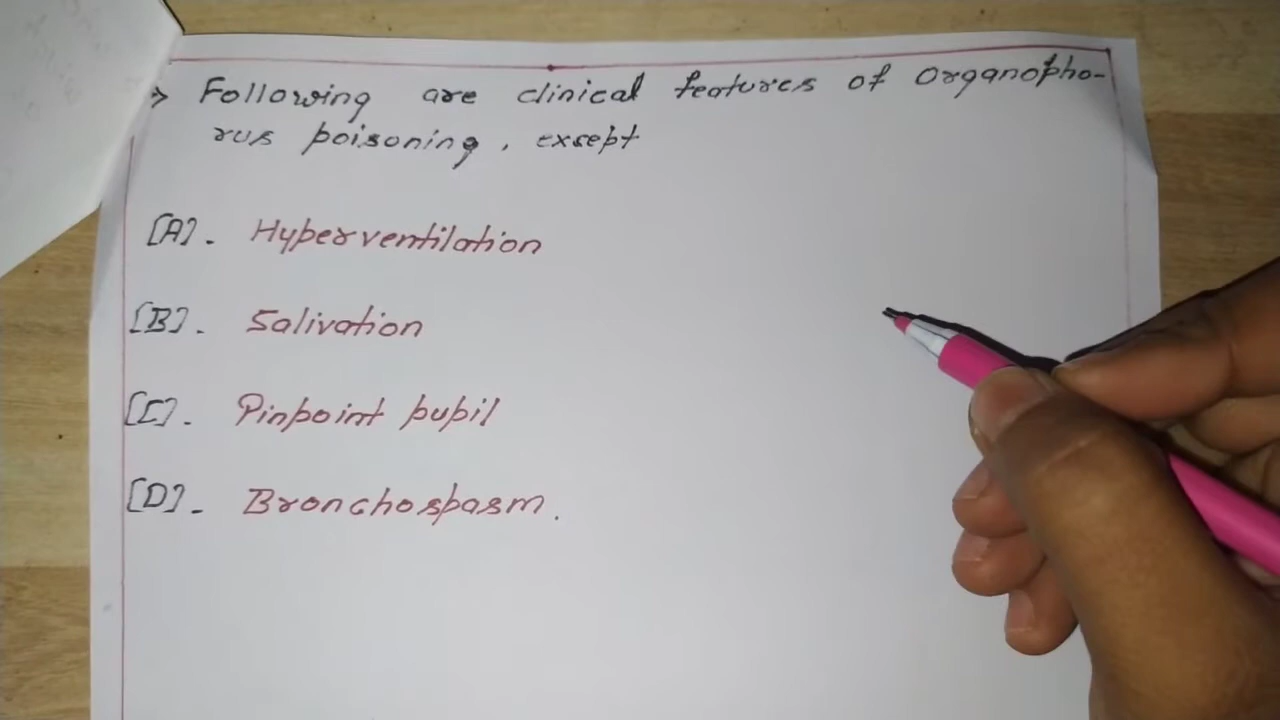 > Following are clinical features of Organopho-
rus poisoning, except
[A]. Hyperventilation
[B]. Salivation
[C]. Pinpoint pupil
[D]. Bronchospasm.